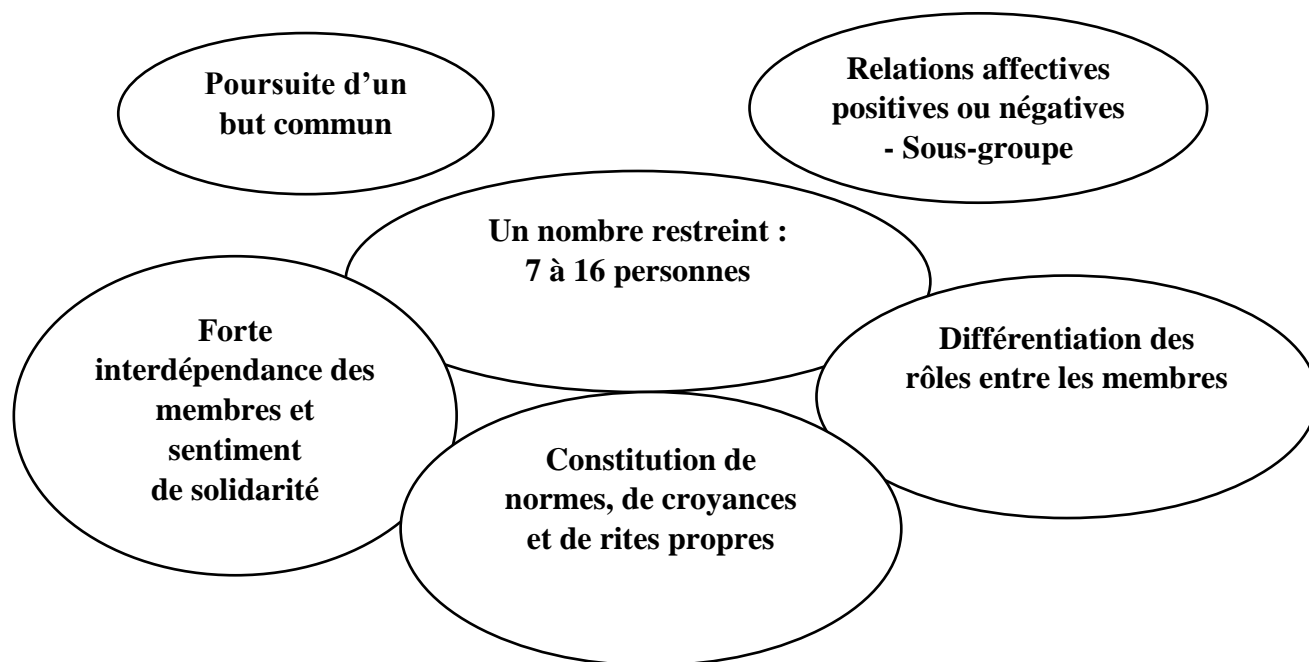 Poursuite d’un
but commun
Relations affectives
positives ou négatives
- Sous-groupe
Un nombre restreint :
7 à 16 personnes
Forte
interdépendance des
membres et
sentiment
de solidarité
Différentiation des
rôles entre les membres
Constitution de
normes, de croyances
et de rites propres